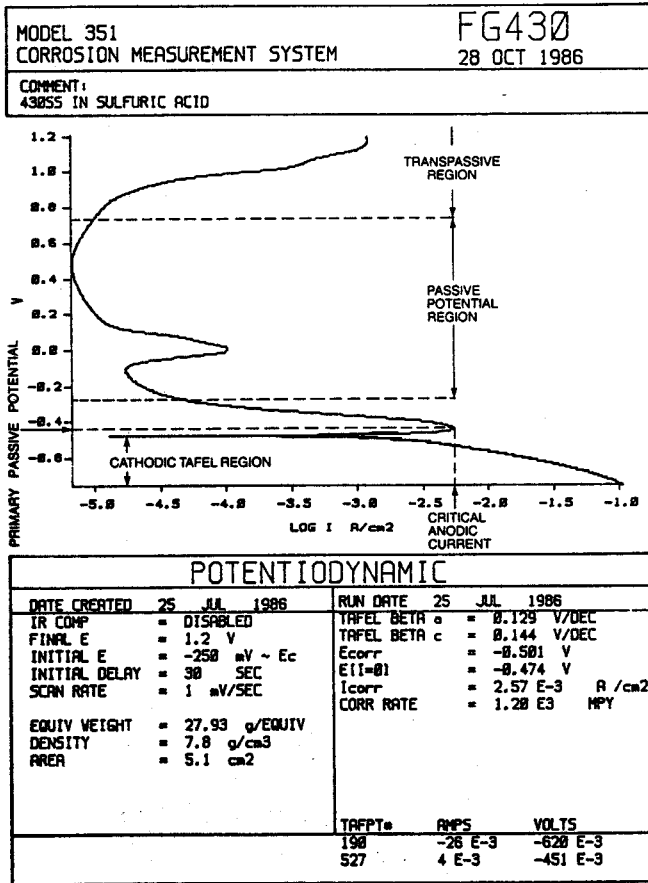 MODEL 351
CORROSION MEASUREMENT SYSTEM
FG430
28 OCT 1986
COMMENT:
430SS IN SULFURIC ACID
1.2
1.0
0.8
0.6
0.4
0.2
0.0
-0.2
-0.4
-0.6
V
PRIMARY PASSIVE POTENTIAL
TRANSPASSIVE
REGION
PASSIVE
POTENTIAL
REGION
CATHODIC TAFEL REGION
-5.0 -4.5 -4.0 -3.5 -3.0 -2.5 -2.0 -1.5 -1.0
LOG I A/cm2
CRITICAL
ANODIC
CURRENT
POTENTIODYNAMIC
DATE CREATED 25 JUL 1986
IR COMP = DISABLED
FINAL E = 1.2 V
INITIAL E = -250 mV ~ Ec
INITIAL DELAY = 30 SEC
SCAN RATE = 1 mV/SEC
EQUIV WEIGHT = 27.93 g/EQUIV
DENSITY = 7.8 g/cm3
AREA = 5.1 cm2
RUN DATE 25 JUL 1986
TAFEL BETA a = 0.129 V/DEC
TAFEL BETA c = 0.144 V/DEC
Ecorr = -0.501 V
E(I=0) = -0.474 V
Icorr = 2.57 E-3 A /cm2
CORR RATE = 1.20 E3 MPY
TAFPT# AMPS VOLTS
190 -26 E-3 -620 E-3
527 4 E-3 -451 E-3